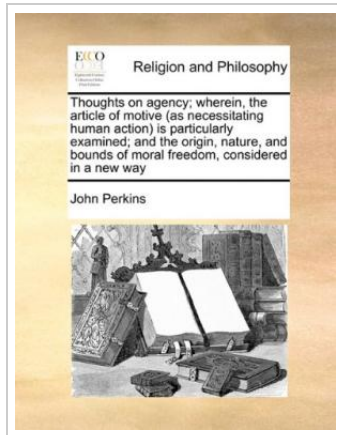 ECCO
Religion and Philosophy
Thoughts on agency; wherein, the
article of motive (as necessitating
human action) is particularly
examined; and the origin, nature, and
bounds of moral freedom, considered
in a new way
John Perkins